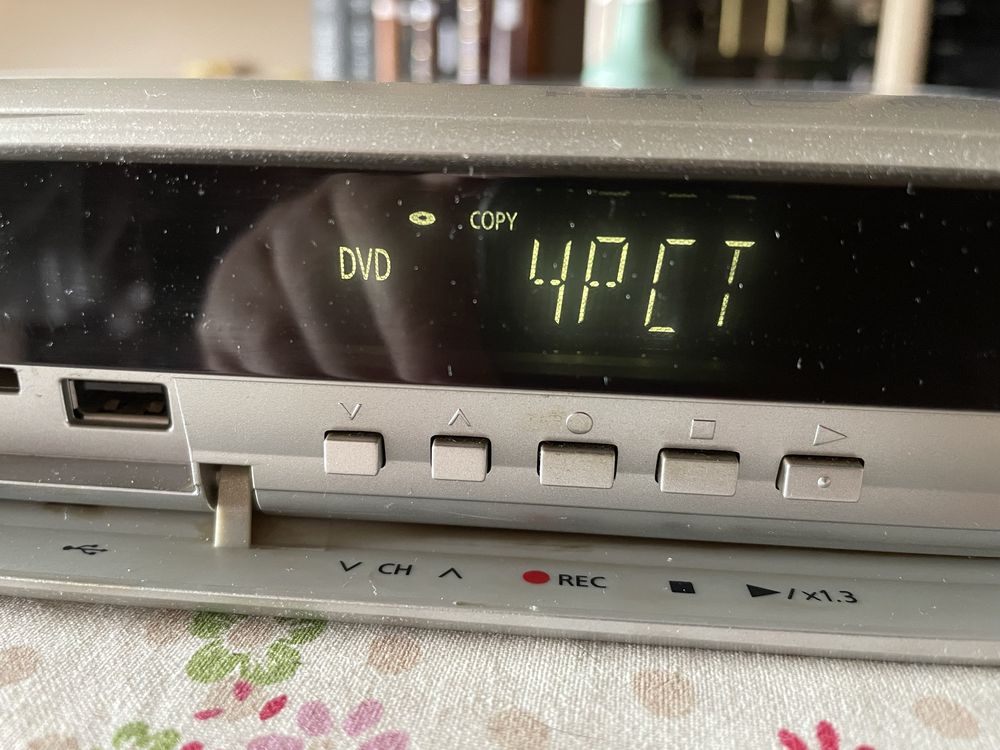 COPY
DVD 4PCT
CH
REC
/ x1.3